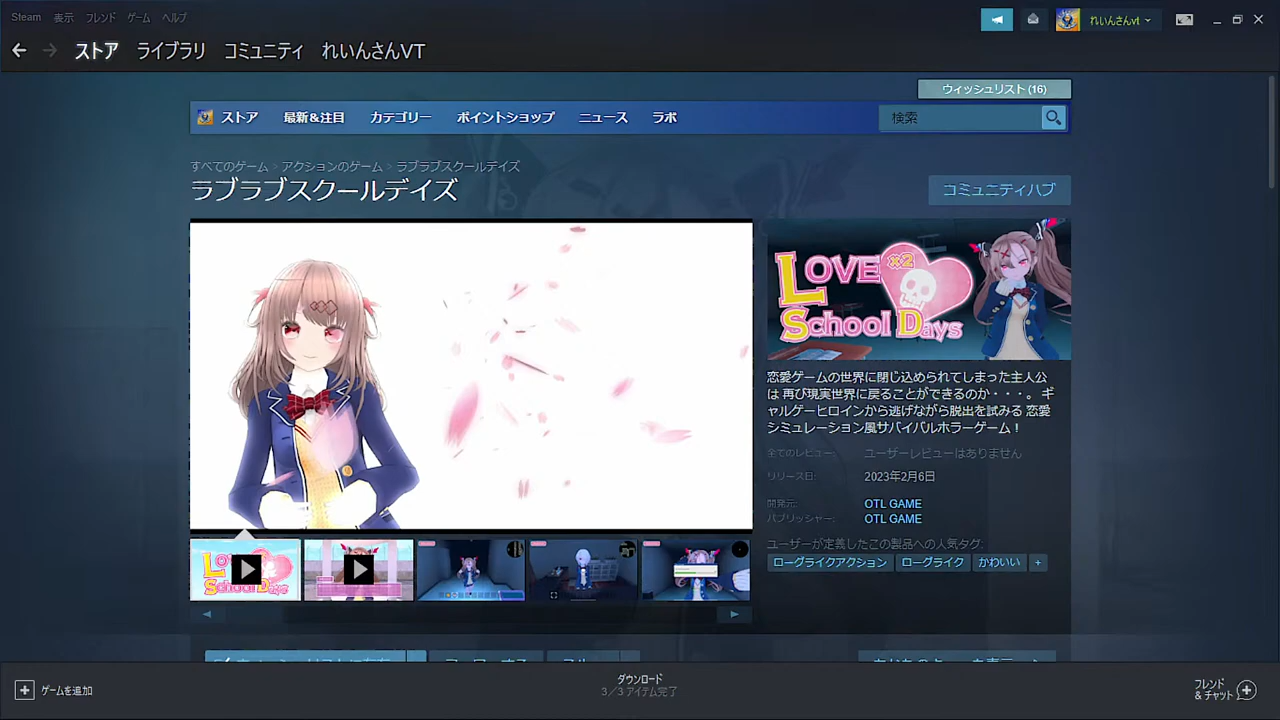 Steam 表示 フレンド ゲーム ヘルプ
れいんさんvt
ストア ライブラリ コミュニティ れいんさんVT
ウィッシュリスト (16)
ストア 最新&注目 カテゴリー ポイントショップ ニュース ラボ
検索
すべてのゲーム > アクションのゲーム > ラブラブスクールデイズ
ラブラブスクールデイズ
コミュニティハブ
LOVE ×2
School Days
恋愛ゲームの世界に閉じ込められてしまった主人公
は 再び現実世界に戻ることができるのか・・・。 ギ
ャルゲーヒロインから逃げながら脱出を試みる 恋愛
シミュレーション風サバイバルホラーゲーム！
全てのレビュー: ユーザーレビューはありません
リリース日: 2023年2月6日
開発元: OTL GAME
パブリッシャー: OTL GAME
ユーザーが定義したこの製品への人気タグ:
ローグライクアクション ローグライク かわいい +
ゲームを追加
ダウンロード
3/3 アイテム完了
フレンド
&チャット